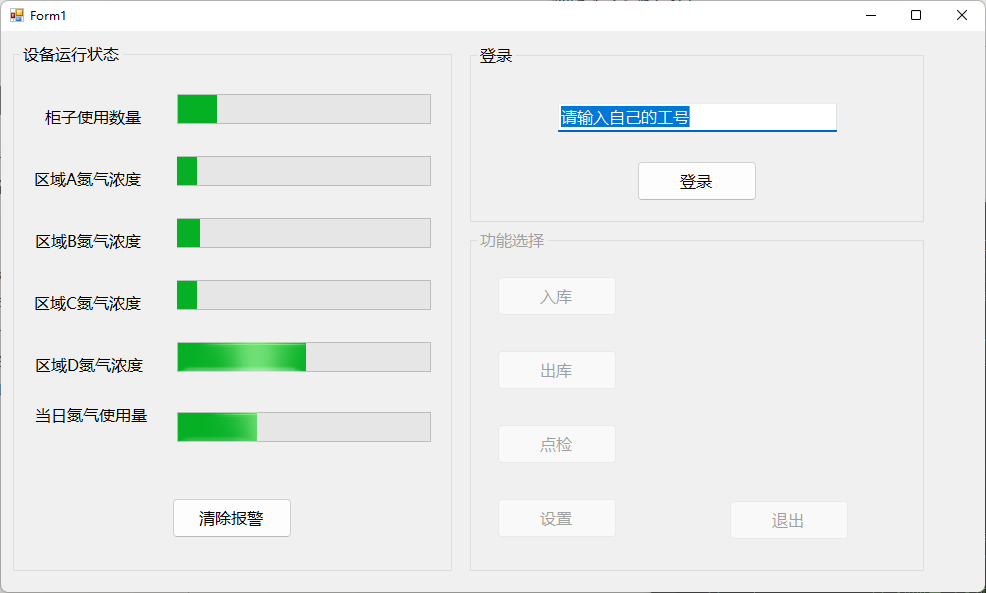 Form1
设备运行状态
柜子使用数量
区域A氮气浓度
区域B氮气浓度
区域C氮气浓度
区域D氮气浓度
当日氮气使用量
清除报警
登录
请输入自己的工号
登录
功能选择
入库
出库
点检
设置
退出